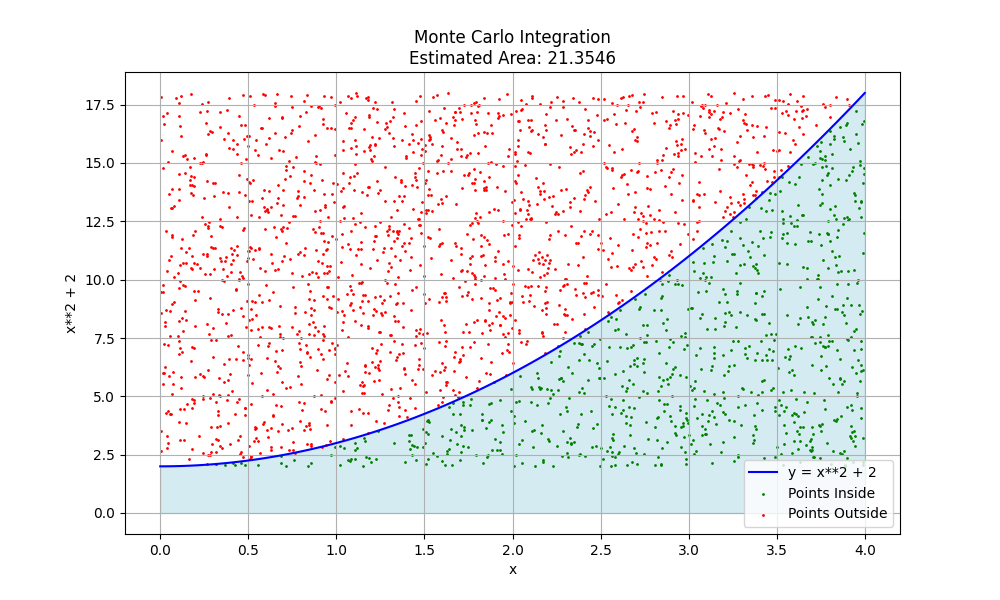 Monte Carlo Integration
Estimated Area: 21.3546
17.5
15.0
12.5
10.0
7.5
5.0
2.5
0.0
x**2 + 2
0.0 0.5 1.0 1.5 2.0 2.5 3.0 3.5 4.0
x
y = x**2 + 2
Points Inside
Points Outside